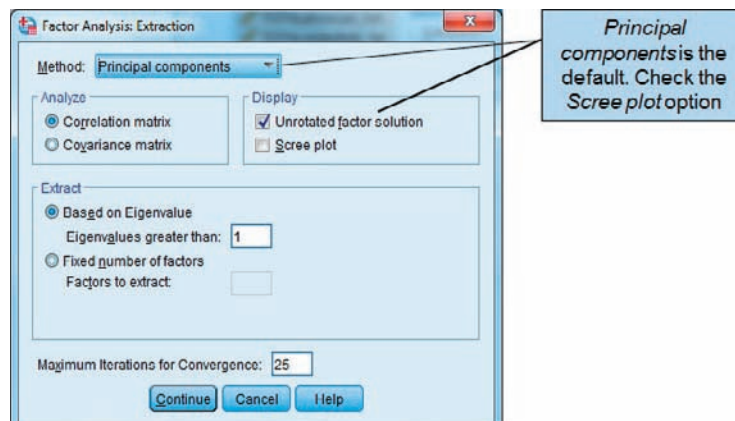 Factor Analysis: Extraction
X
Method: Principal components
Analyze
Correlation matrix
Covariance matrix
Display
Unrotated factor solution
Scree plot
Extract
Based on Eigenvalue
Eigenvalues greater than: 1
Fixed number of factors
Factors to extract:
Maximum Iterations for Convergence: 25
Continue Cancel Help
Principal
components is the
default. Check the
Scree plot option